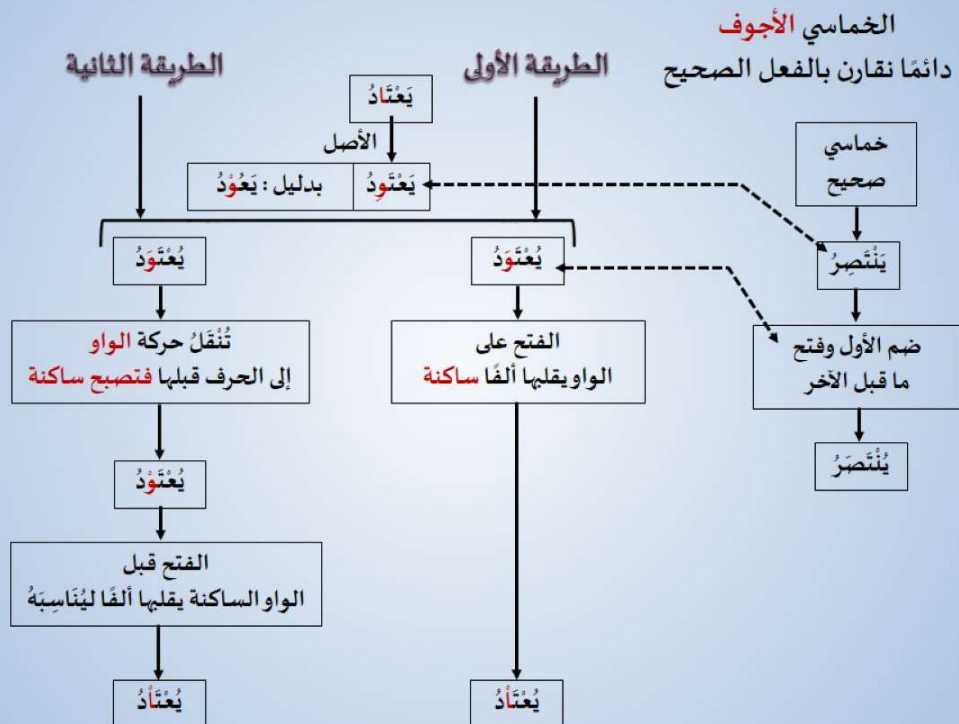 الخماسي الأجوف
دائمًا نقارن بالفعل الصحيح
خماسي
صحيح
يَنْتَصِرُ
ضم الأول وفتح
ما قبل الآخر
يُنْتَصَرُ
الطريقة الأولى
الطريقة الثانية
يَعْتَادُ
الأصل
يَعْتَوِدُ
بدليل : يَعُوْدُ
يُعْتَوَدُ
الفتح على
الواو يقلبها ألفًا ساكنة
يُعْتَاْدُ
يُعْتَوَدُ
تُنْقَلُ حركة الواو
إلى الحرف قبلها فتصبح ساكنة
يُعْتَوْدُ
الفتح قبل
الواو الساكنة يقلبها ألفًا ليُنَاسِبَهُ
يُعْتَاْدُ